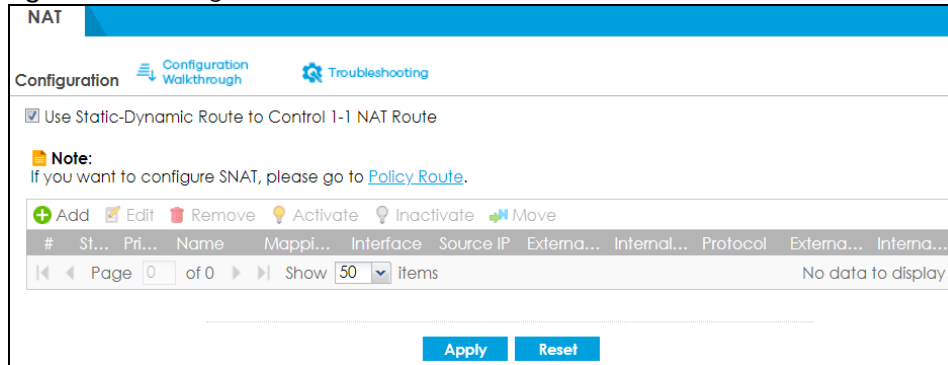 NAT
Configuration
Configuration Walkthrough
Troubleshooting
Use Static-Dynamic Route to Control 1-1 NAT Route
Note:
If you want to configure SNAT, please go to Policy Route.
Add Edit Remove Activate Inactivate Move
# St... Pri... Name Mappi... Interface Source IP Externa... Internal... Protocol Externa... Interna...
Page 0 of 0 Show 50 items No data to display
Apply Reset